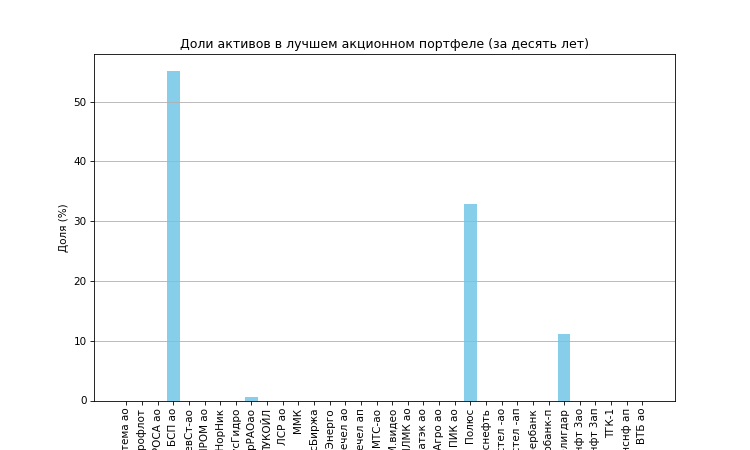 Доли активов в лучшем акционном портфеле (за десять лет)
Доля (%)
50
40
30
20
10
0
тема ао
рофлот
РОСА ао
БСП ао
евСт-ао
ПРОМ ао
НорНик
сГидро
рРАОао
ЛУКОЙЛ
ЛСР ао
ММК
сБиржа
Энерго
ечел ао
ечел ап
МТС-ао
М.видео
ЛМК ао
атэк ао
Агро ао
ПИК ао
Полюс
снефть
стел -ао
стел -ап
ербанк
рбанк-п
лигдар
нфт 3ао
нфт 3ап
ТГК-1
нснф ап
ВТБ ао